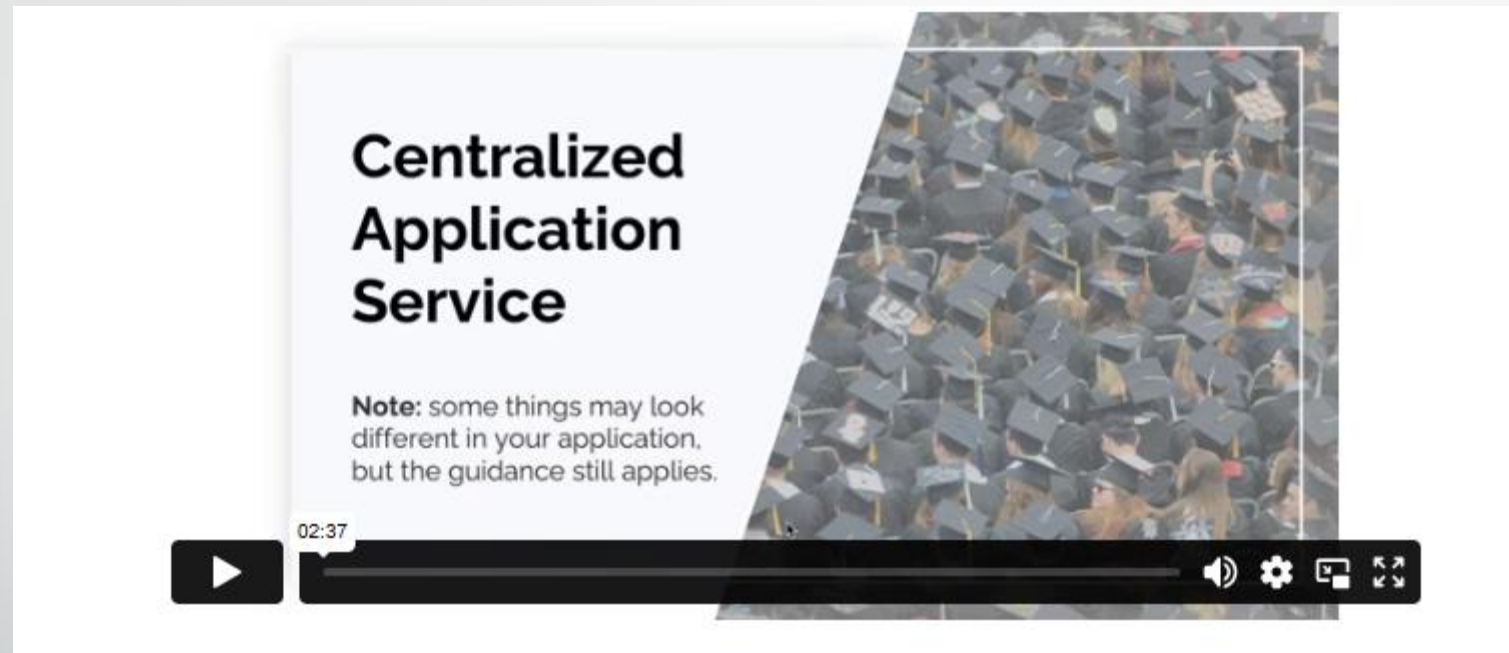 Centralized
Application
Service
Note: some things may look
different in your application,
but the guidance still applies.
02:37